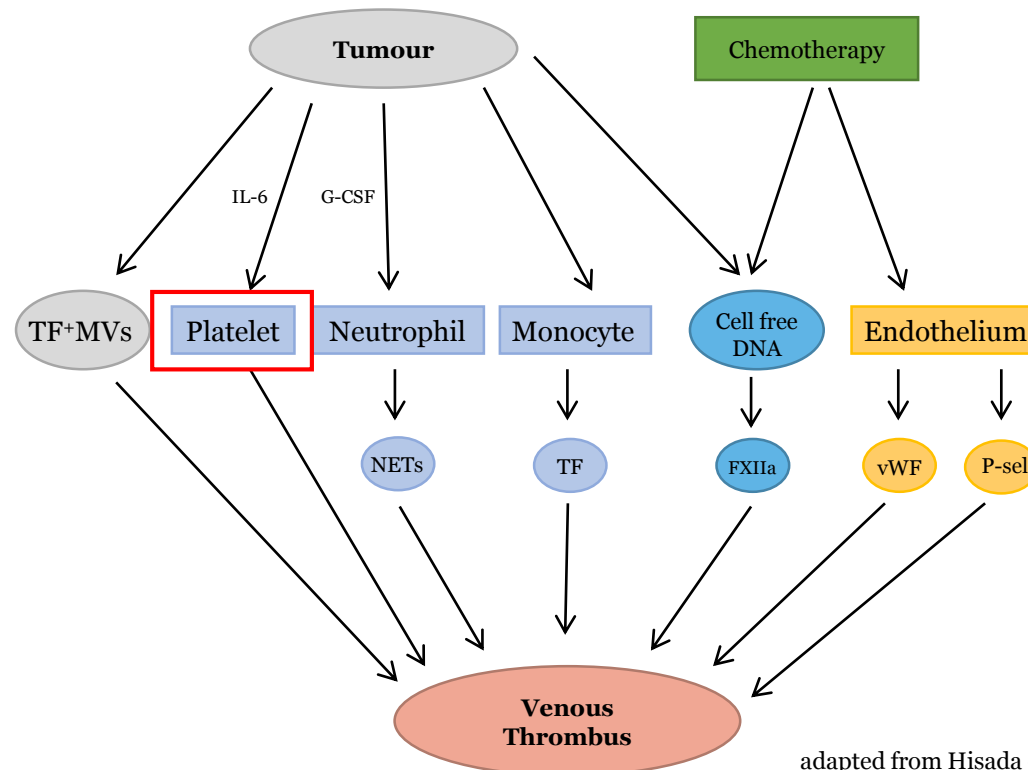 Tumour
Chemotherapy
IL-6
G-CSF
TF⁺MVs
Platelet
Neutrophil
Monocyte
Cell free
DNA
Endothelium
NETs
TF
FXIIa
vWF
P-sel
Venous
Thrombus
adapted from Hisada